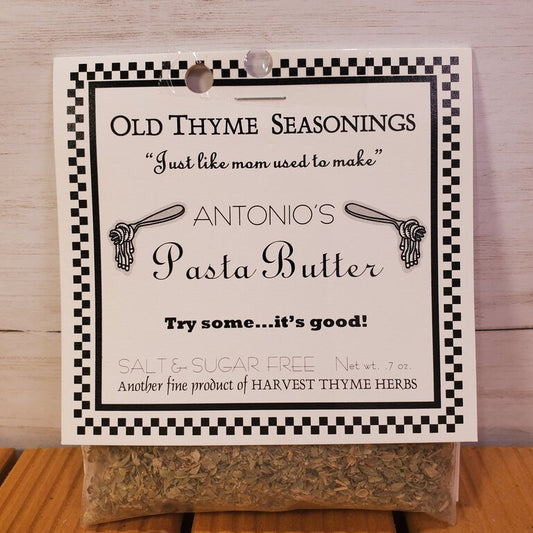 OLD THYME SEASONINGS
“Just like mom used to make”
ANTONIO'S
Pasta Butter
Try some...it's good!
SALT & SUGAR FREE Net wt. .7 oz.
Another fine product of HARVEST THYME HERBS